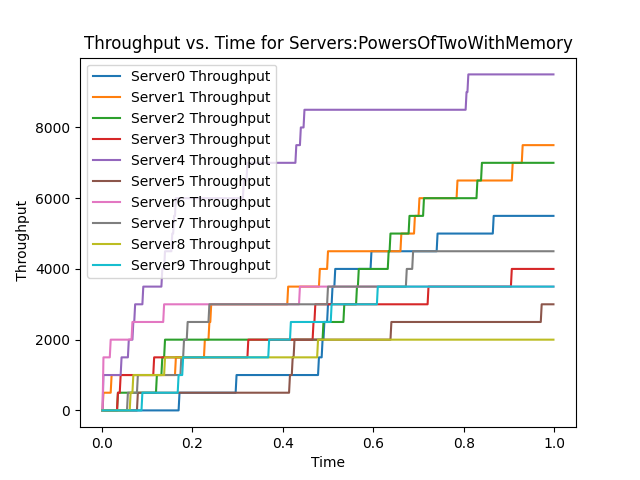 Throughput vs. Time for Servers:PowersOfTwoWithMemory
Server0 Throughput
Server1 Throughput
Server2 Throughput
Server3 Throughput
Server4 Throughput
Server5 Throughput
Server6 Throughput
Server7 Throughput
Server8 Throughput
Server9 Throughput
8000
6000
4000
2000
0
Throughput
0.0 0.2 0.4 0.6 0.8 1.0
Time